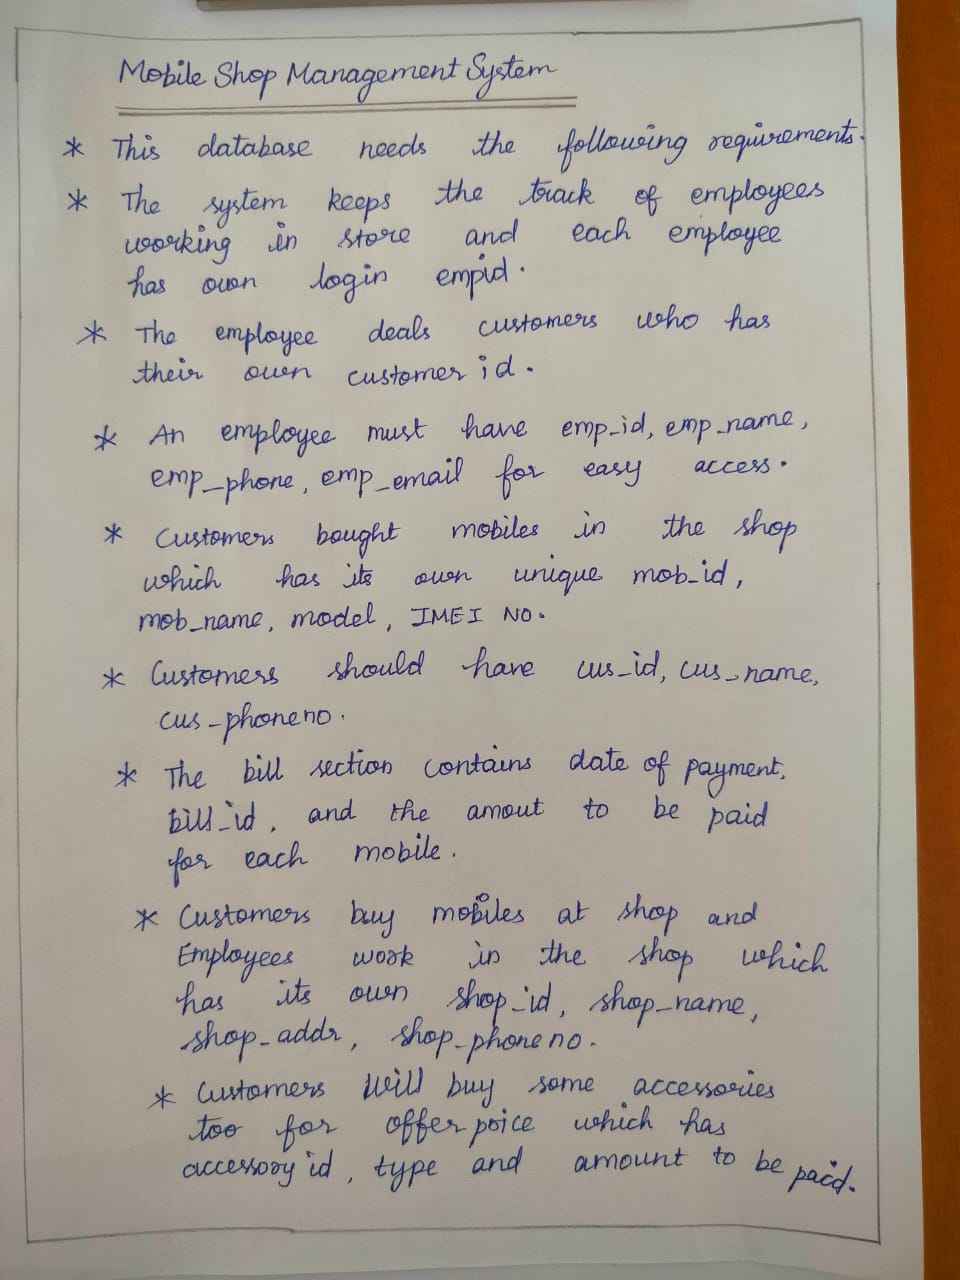 Mobile Shop Management System
* This database needs the following requirements.
* The system keeps the track of employees
working in store and each employee
has own login empid.
* The employee deals customers who has
their own customer id.
* An employee must have emp_id, emp_name,
emp_phone, emp_email for easy access.
* Customers bought mobiles in the shop
which has its own unique mob_id,
mob_name, model, IMEI NO.
* Customers should have cus_id, cus_name,
cus_phoneno.
* The bill section contains date of payment,
bill_id, and the amout to be paid
for each mobile.
* Customers buy mobiles at shop and
Employees work in the shop which
has its own shop_id, shop_name,
shop_addr, shop_phoneno.
* Customers will buy some accessories
too for offer poice which has
accessory id, type and amount to be paid.